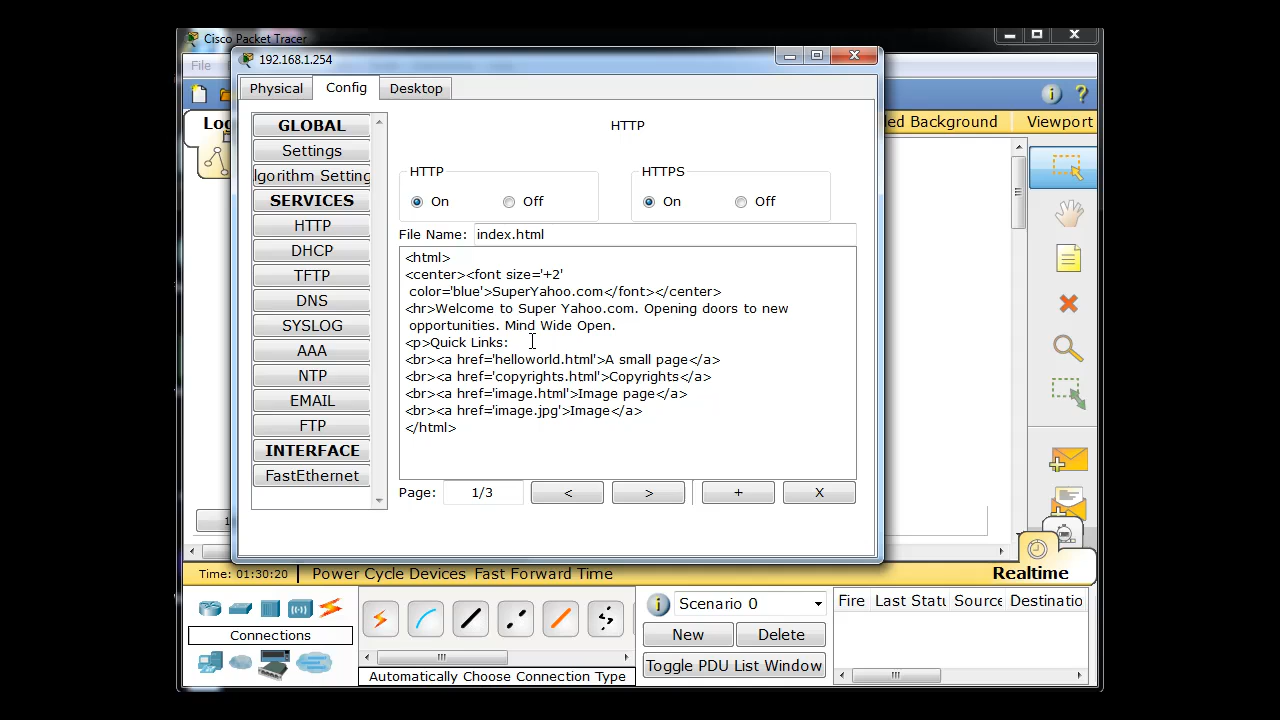 Cisco Packet Tracer
192.168.1.254
File
Physical
Config
Desktop
Lo
ed Background
Viewport
GLOBAL
Settings
lgorithm Setting
SERVICES
HTTP
DHCP
TFTP
DNS
SYSLOG
AAA
NTP
EMAIL
FTP
INTERFACE
FastEthernet
HTTP
HTTP
On
Off
HTTPS
On
Off
File Name: index.html
<html>
<center><font size='+2'
color='blue'>SuperYahoo.com</font></center>
<hr>Welcome to Super Yahoo.com. Opening doors to new
opportunities. Mind Wide Open.
<p>Quick Links:
<br><a href='helloworld.html'>A small page</a>
<br><a href='copyrights.html'>Copyrights</a>
<br><a href='image.html'>Image page</a>
<br><a href='image.jpg'>Image</a>
</html>
Page: 1/3 < > + X
1
Time: 01:30:20 Power Cycle Devices Fast Forward Time
Realtime
Connections
Automatically Choose Connection Type
Scenario 0
New
Delete
Toggle PDU List Window
Fire Last Statu Source Destinatio